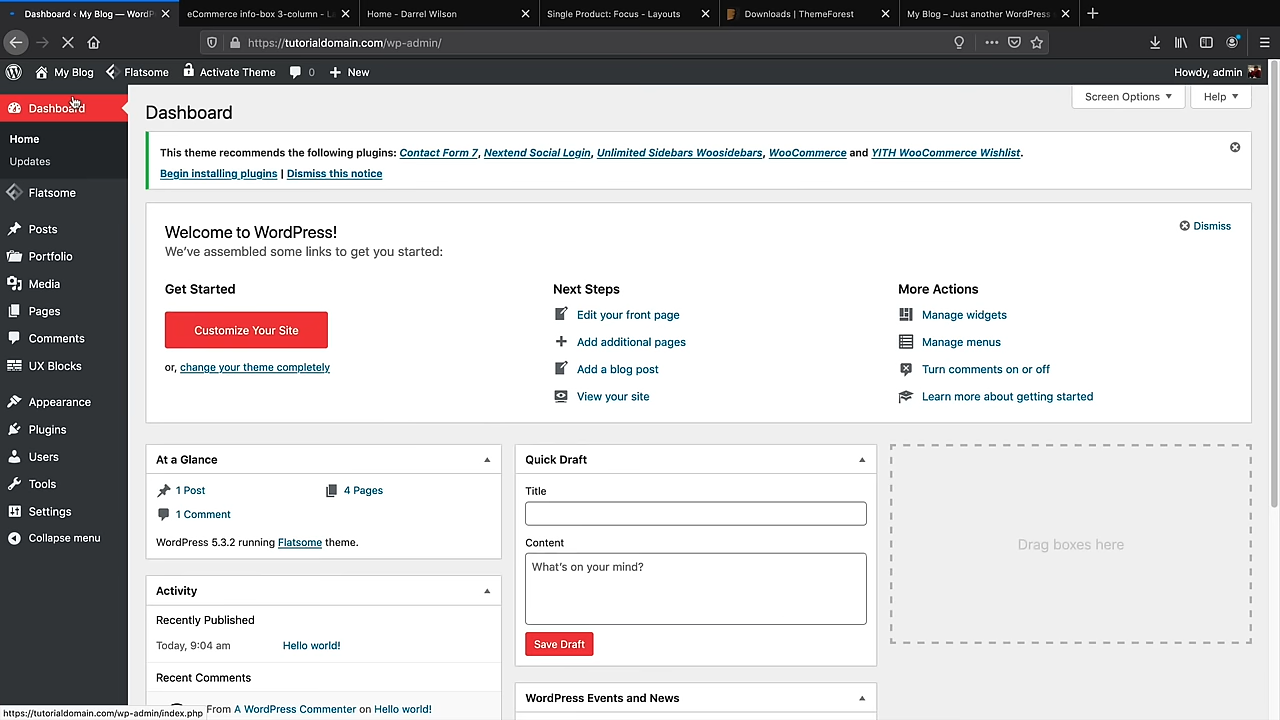 Dashboard ‹ My Blog — WordP
eCommerce info-box 3-column - L
Home - Darrel Wilson
Single Product: Focus - Layouts
Downloads | ThemeForest
My Blog – Just another WordPress
https://tutorialdomain.com/wp-admin/
My Blog
Flatsome
Activate Theme
0
New
Howdy, admin
Dashboard
Home
Updates
Flatsome
Posts
Portfolio
Media
Pages
Comments
UX Blocks
Appearance
Plugins
Users
Tools
Settings
Collapse menu
Dashboard
Screen Options
Help
This theme recommends the following plugins: Contact Form 7, Nextend Social Login, Unlimited Sidebars Woosidebars, WooCommerce and YITH WooCommerce Wishlist.
Begin installing plugins | Dismiss this notice
Welcome to WordPress!
Dismiss
We've assembled some links to get you started:
Get Started
Customize Your Site
or, change your theme completely
Next Steps
Edit your front page
Add additional pages
Add a blog post
View your site
More Actions
Manage widgets
Manage menus
Turn comments on or off
Learn more about getting started
At a Glance
1 Post
4 Pages
1 Comment
WordPress 5.3.2 running Flatsome theme.
Activity
Recently Published
Today, 9:04 am
Hello world!
Recent Comments
From A WordPress Commenter on Hello world!
Quick Draft
Title
Content
What's on your mind?
Save Draft
WordPress Events and News
Drag boxes here
https://tutorialdomain.com/wp-admin/index.php